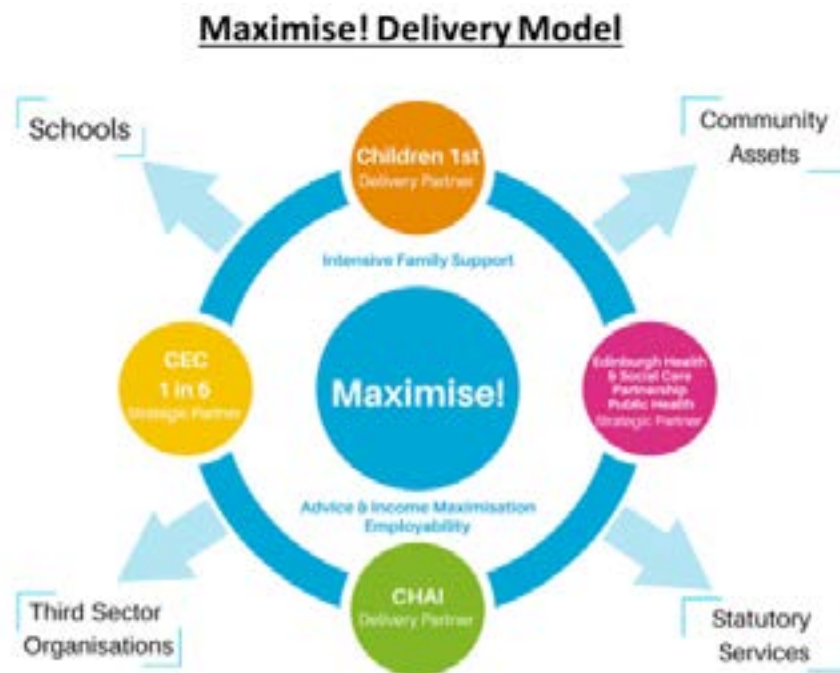 Maximise! Delivery Model
Schools
Community
Assets
Children 1st
Delivery Partner
Intensive Family Support
CEC
1 in 5
Strategic Partner
Maximise!
Edinburgh Health
& Social Care
Partnership
Public Health
Strategic Partner
Advice & Income Maximisation
Employability
CHAI
Delivery Partner
Third Sector
Organisations
Statutory
Services